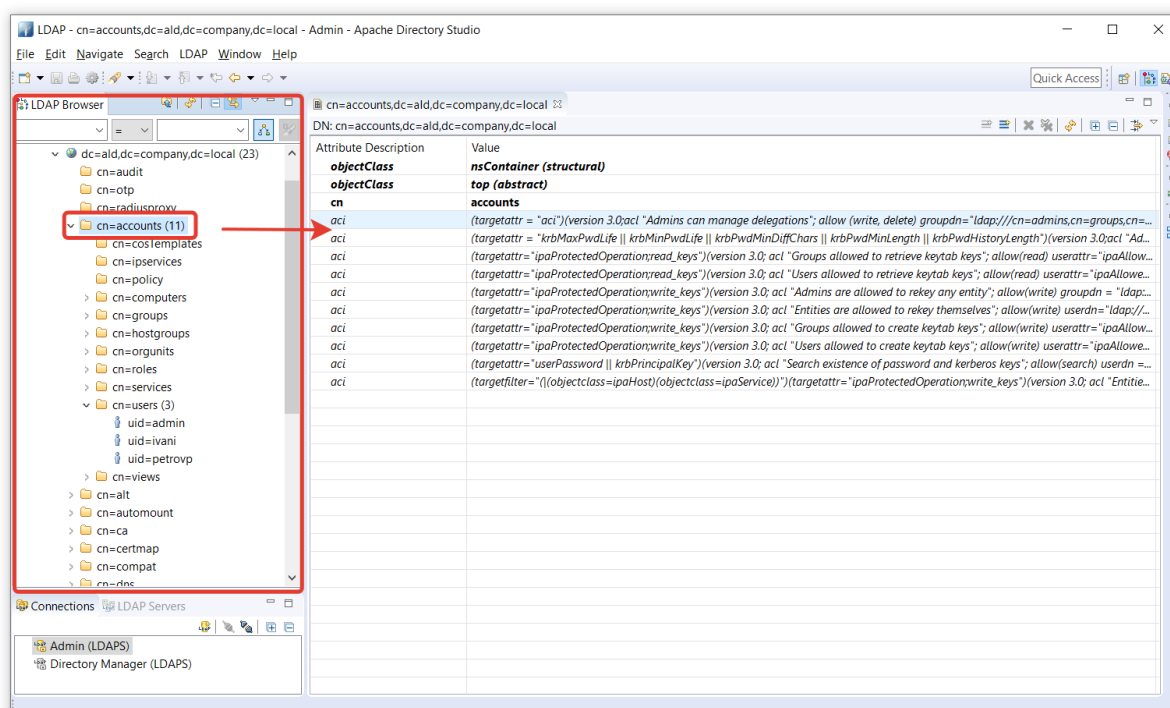 LDAP - cn=accounts,dc=ald,dc=company,dc=local - Admin - Apache Directory Studio
File Edit Navigate Search LDAP Window Help
Quick Access
LDAP Browser
=
dc=ald,dc=company,dc=local (23)
cn=audit
cn=otp
cn=radiusproxy
cn=accounts (11)
cn=cosTemplates
cn=ipservices
cn=policy
cn=computers
cn=groups
cn=hostgroups
cn=orgunits
cn=roles
cn=services
cn=users (3)
uid=admin
uid=ivani
uid=petrovp
cn=views
cn=alt
cn=automount
cn=ca
cn=certmap
cn=compat
cn=dns
Connections LDAP Servers
Admin (LDAPS)
Directory Manager (LDAPS)
cn=accounts,dc=ald,dc=company,dc=local
DN: cn=accounts,dc=ald,dc=company,dc=local
Attribute Description Value
objectClass nsContainer (structural)
objectClass top (abstract)
cn accounts
aci (targetattr = "aci")(version 3.0;acl "Admins can manage delegations"; allow (write, delete) groupdn="ldap:///cn=admins,cn=groups,cn=...
aci (targetattr = "krbMaxPwdLife || krbMinPwdLife || krbPwdMinDiffChars || krbPwdMinLength || krbPwdHistoryLength")(version 3.0;acl "Ad...
aci (targetattr="ipaProtectedOperation;read_keys")(version 3.0; acl "Groups allowed to retrieve keytab keys"; allow(read) userattr="ipaAllow...
aci (targetattr="ipaProtectedOperation;read_keys")(version 3.0; acl "Users allowed to retrieve keytab keys"; allow(read) userattr="ipaAllowe...
aci (targetattr="ipaProtectedOperation;write_keys")(version 3.0; acl "Admins are allowed to rekey any entity"; allow(write) groupdn = "ldap:...
aci (targetattr="ipaProtectedOperation;write_keys")(version 3.0; acl "Entities are allowed to rekey themselves"; allow(write) userdn="ldap://...
aci (targetattr="ipaProtectedOperation;write_keys")(version 3.0; acl "Groups allowed to create keytab keys"; allow(write) userattr="ipaAllow...
aci (targetattr="ipaProtectedOperation;write_keys")(version 3.0; acl "Users allowed to create keytab keys"; allow(write) userattr="ipaAllowe...
aci (targetattr="userPassword || krbPrincipalKey")(version 3.0; acl "Search existence of password and kerberos keys"; allow(search) userdn =...
aci (targetfilter="(|(objectclass=ipaHost)(objectclass=ipaService))")(targetattr="ipaProtectedOperation;write_keys")(version 3.0; acl "Entitie...